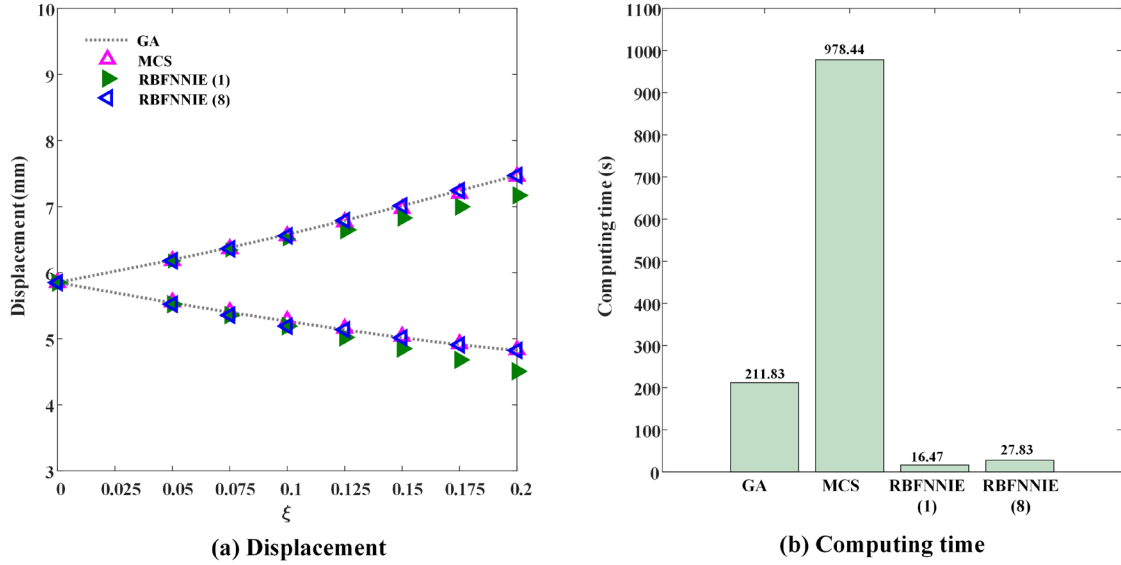 10
9
8
7
6
5
4
3
Displacement (mm)
GA
MCS
RBFNNIE (1)
RBFNNIE (8)
0 0.025 0.05 0.075 0.1 0.125 0.15 0.175 0.2
ξ
(a) Displacement
1100
1000
900
800
700
600
500
400
300
200
100
0
Computing time (s)
211.83
978.44
16.47
27.83
GA MCS RBFNNIE RBFNNIE
(1) (8)
(b) Computing time